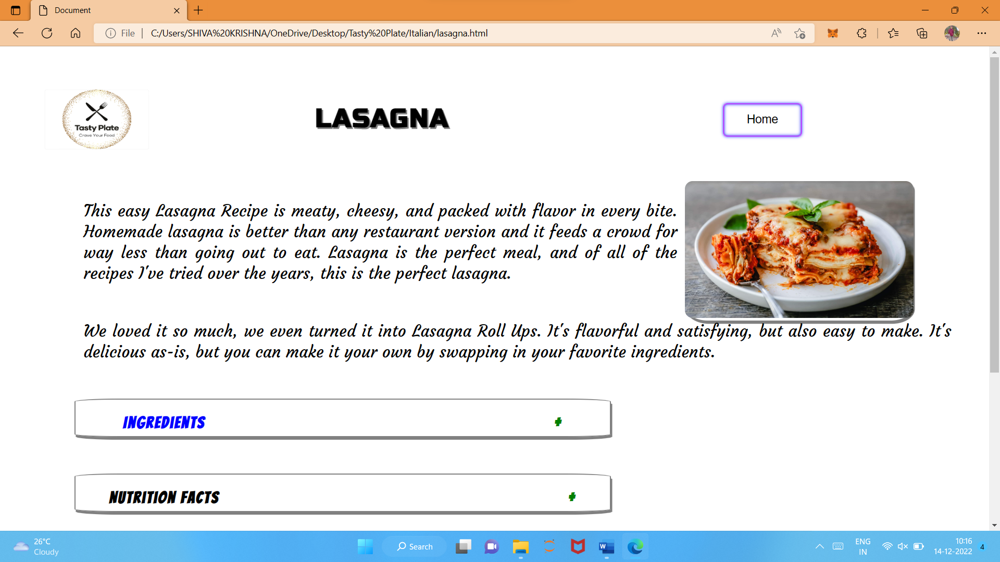 Document
File
C:/Users/SHIVA%20KRISHNA/OneDrive/Desktop/Tasty%20Plate/Italian/lasagna.html
Tasty Plate
Crave Your Food
LASAGNA
Home
This easy Lasagna Recipe is meaty, cheesy, and packed with flavor in every bite.
Homemade lasagna is better than any restaurant version and it feeds a crowd for
way less than going out to eat. Lasagna is the perfect meal, and of all of the
recipes I've tried over the years, this is the perfect lasagna.
We loved it so much, we even turned it into Lasagna Roll Ups. It's flavorful and satisfying, but also easy to make. It's
delicious as-is, but you can make it your own by swapping in your favorite ingredients.
INGREDIENTS +
NUTRITION FACTS +
26°C
Cloudy
Search
ENG
IN
10:16
14-12-2022
4